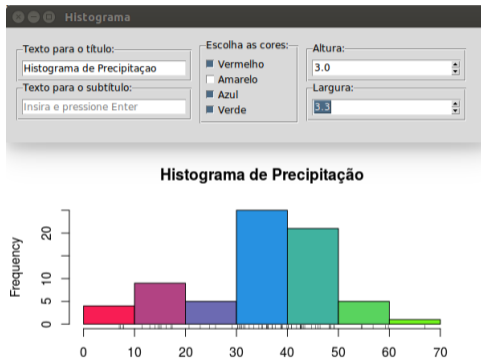 Histograma
Texto para o título:
Histograma de Precipitaçao
Texto para o subtítulo:
Insira e pressione Enter
Escolha as cores:
Vermelho
Amarelo
Azul
Verde
Altura:
3.0
Largura:
3.3
Histograma de Precipitação
Frequency
20
10
5
0
0 10 20 30 40 50 60 70